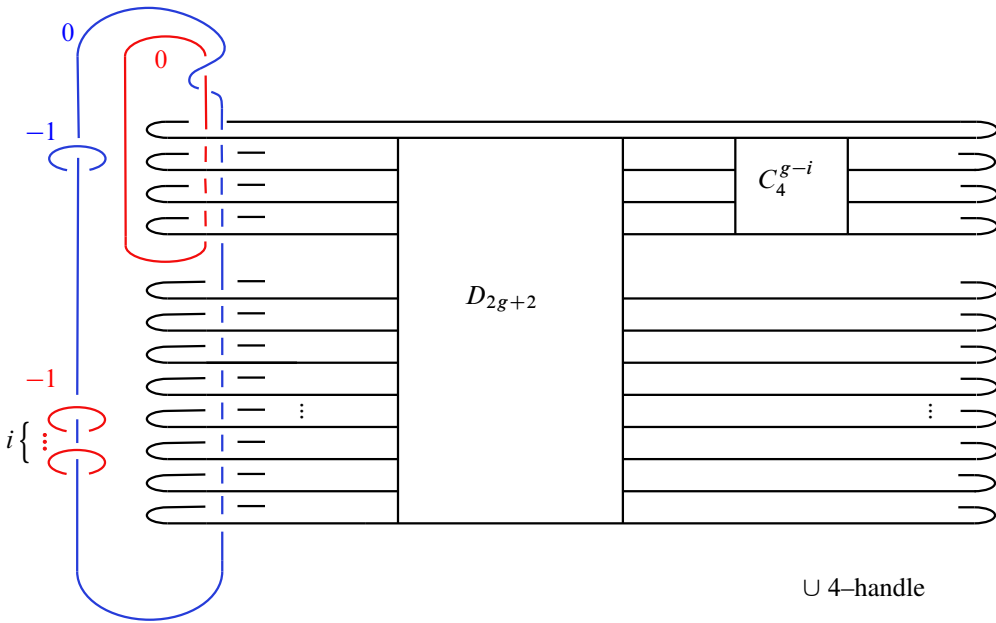 0
0
−1
C_4^{g−i}
D_{2g+2}
−1
⋮
⋮
i { ⋮
∪ 4–handle